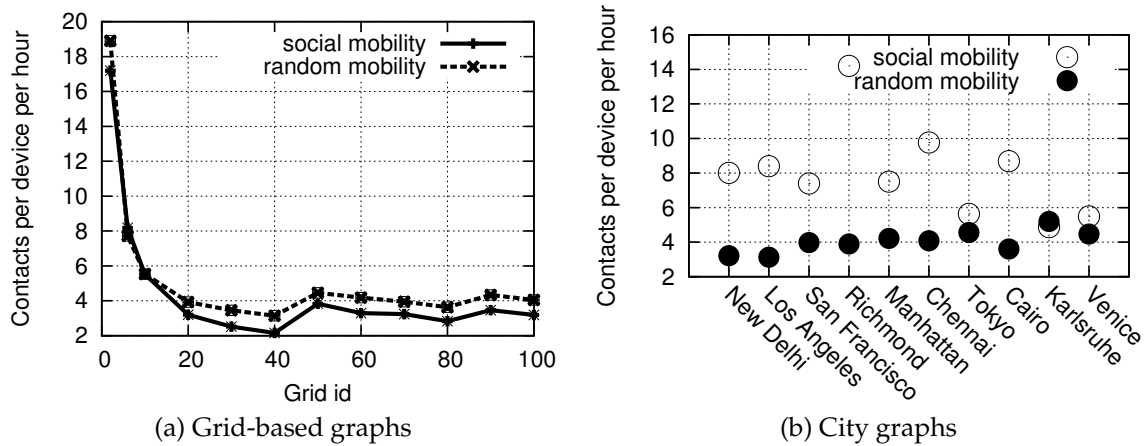 20
18
16
14
12
10
8
6
4
2
0 20 40 60 80 100
Contacts per device per hour
Grid id
social mobility
random mobility
(a) Grid-based graphs
16
14
12
10
8
6
4
2
Contacts per device per hour
social mobility
random mobility
New Delhi
Los Angeles
San Francisco
Richmond
Manhattan
Chennai
Tokyo
Cairo
Karlsruhe
Venice
(b) City graphs